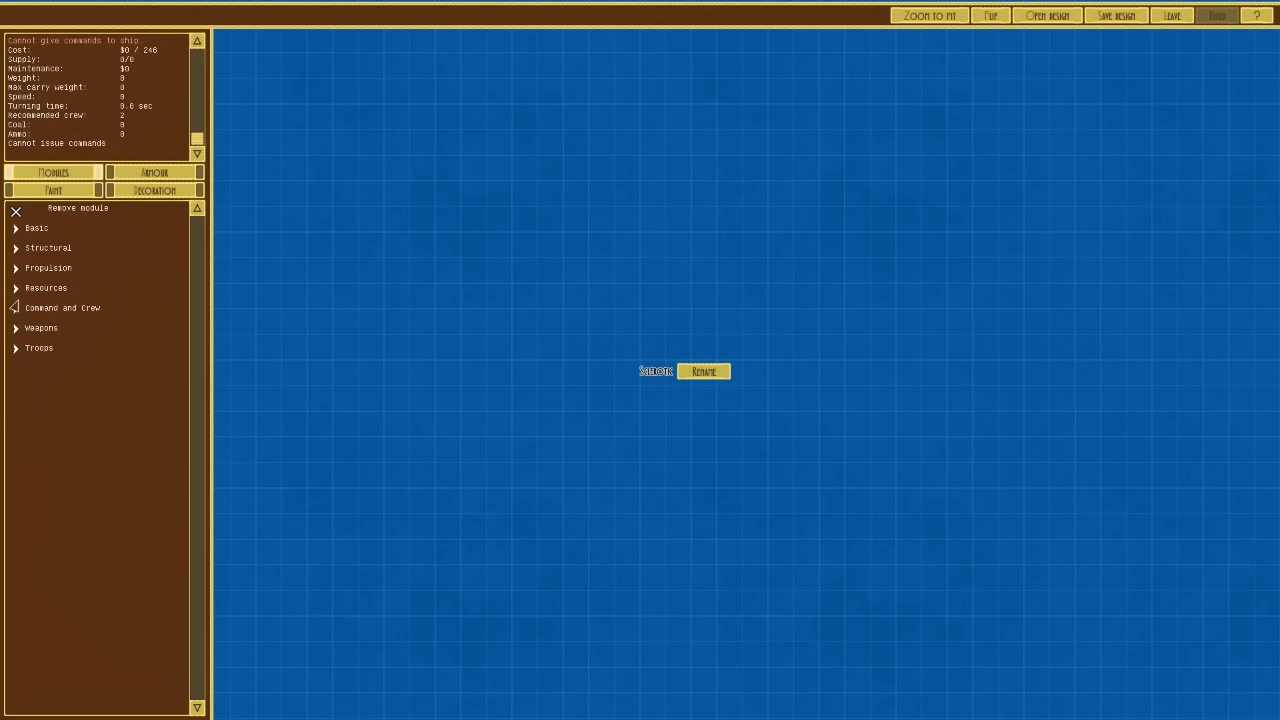 Zoom to fit Flip Open design Save design Leave Build ?
Cannot give commands to ship.
Cost: $0 / 246
Supply: 0/0
Maintenance: $0
Weight: 0
Max carry weight: 0
Speed: 0
Turning time: 0.0 sec
Recommended crew: 2
Coal: 0
Ammo: 0
Cannot issue commands
Modules Armour
Paint Decoration
Remove module
Basic
Structural
Propulsion
Resources
Command and Crew
Weapons
Troops
Rename